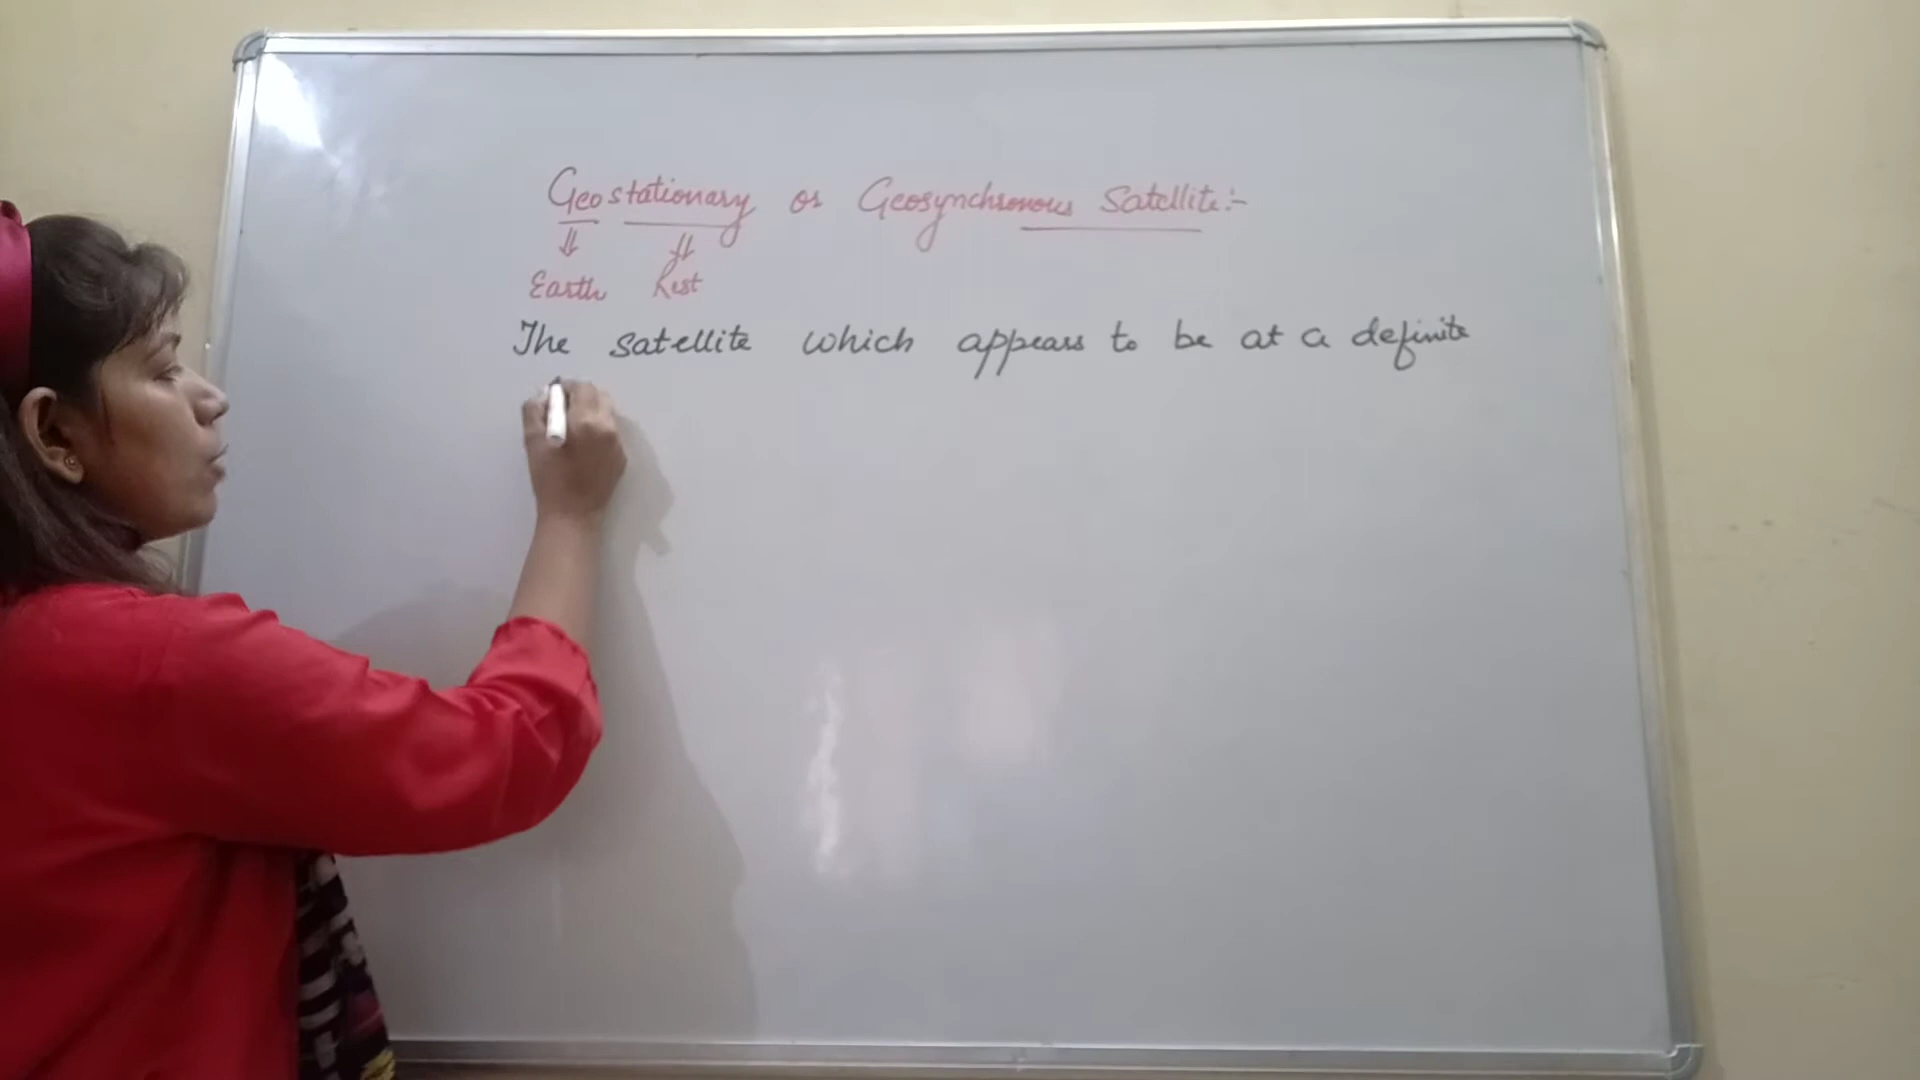 Geostationary or Geosynchronous Satellite:-
⇓ ⇓
Earth Rest
The satellite which appears to be at a definite